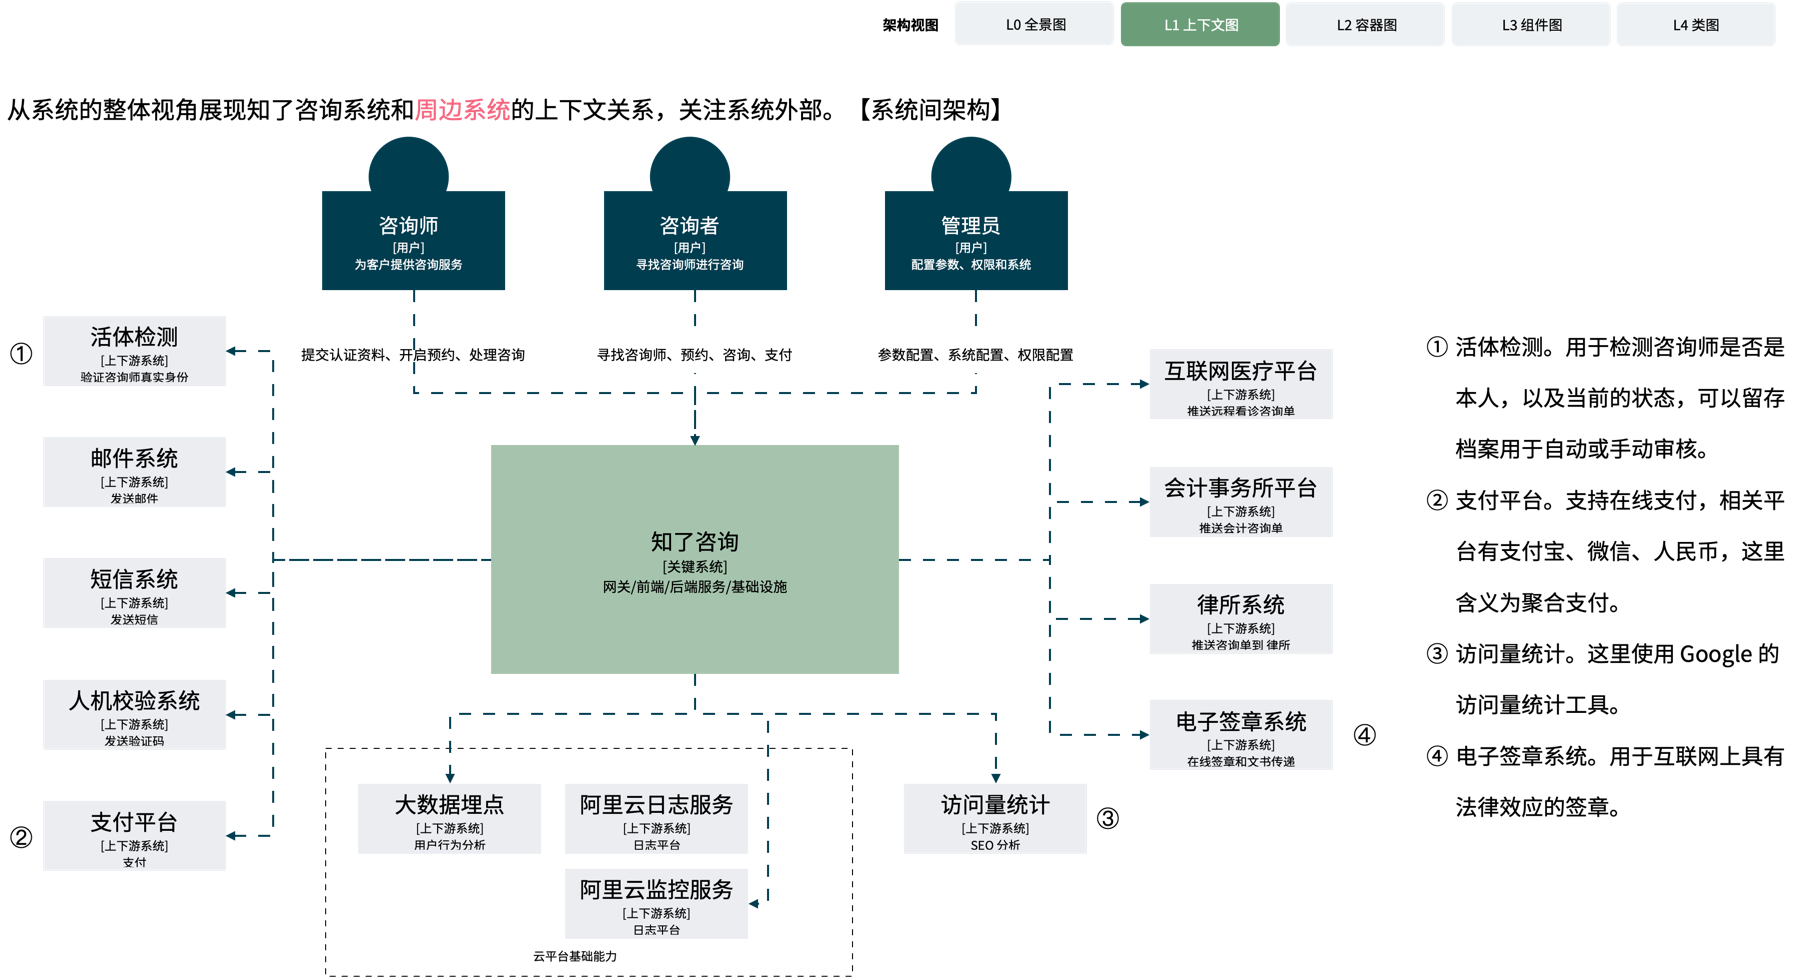 架构视图
L0 全景图
L1 上下文图
L2 容器图
L3 组件图
L4 类图
从系统的整体视角展现知了咨询系统和周边系统的上下文关系，关注系统外部。【系统间架构】
咨询师
[用户]
为客户提供咨询服务
咨询者
[用户]
寻找咨询师进行咨询
管理员
[用户]
配置参数、权限和系统
提交认证资料、开启预约、处理咨询
寻找咨询师、预约、咨询、支付
参数配置、系统配置、权限配置
①
活体检测
[上下游系统]
验证咨询师真实身份
邮件系统
[上下游系统]
发送邮件
短信系统
[上下游系统]
发送短信
人机校验系统
[上下游系统]
发送验证码
②
支付平台
[上下游系统]
支付
知了咨询
[关键系统]
网关/前端/后端服务/基础设施
互联网医疗平台
[上下游系统]
推送远程看诊咨询单
会计事务所平台
[上下游系统]
推送会计咨询单
律所系统
[上下游系统]
推送咨询单到 律所
电子签章系统
[上下游系统]
在线签章和文书传递
④
大数据埋点
[上下游系统]
用户行为分析
阿里云日志服务
[上下游系统]
日志平台
阿里云监控服务
[上下游系统]
日志平台
云平台基础能力
访问量统计
[上下游系统]
SEO 分析
③
① 活体检测。用于检测咨询师是否是
本人，以及当前的状态，可以留存
档案用于自动或手动审核。
② 支付平台。支持在线支付，相关平
台有支付宝、微信、人民币，这里
含义为聚合支付。
③ 访问量统计。这里使用 Google 的
访问量统计工具。
④ 电子签章系统。用于互联网上具有
法律效应的签章。